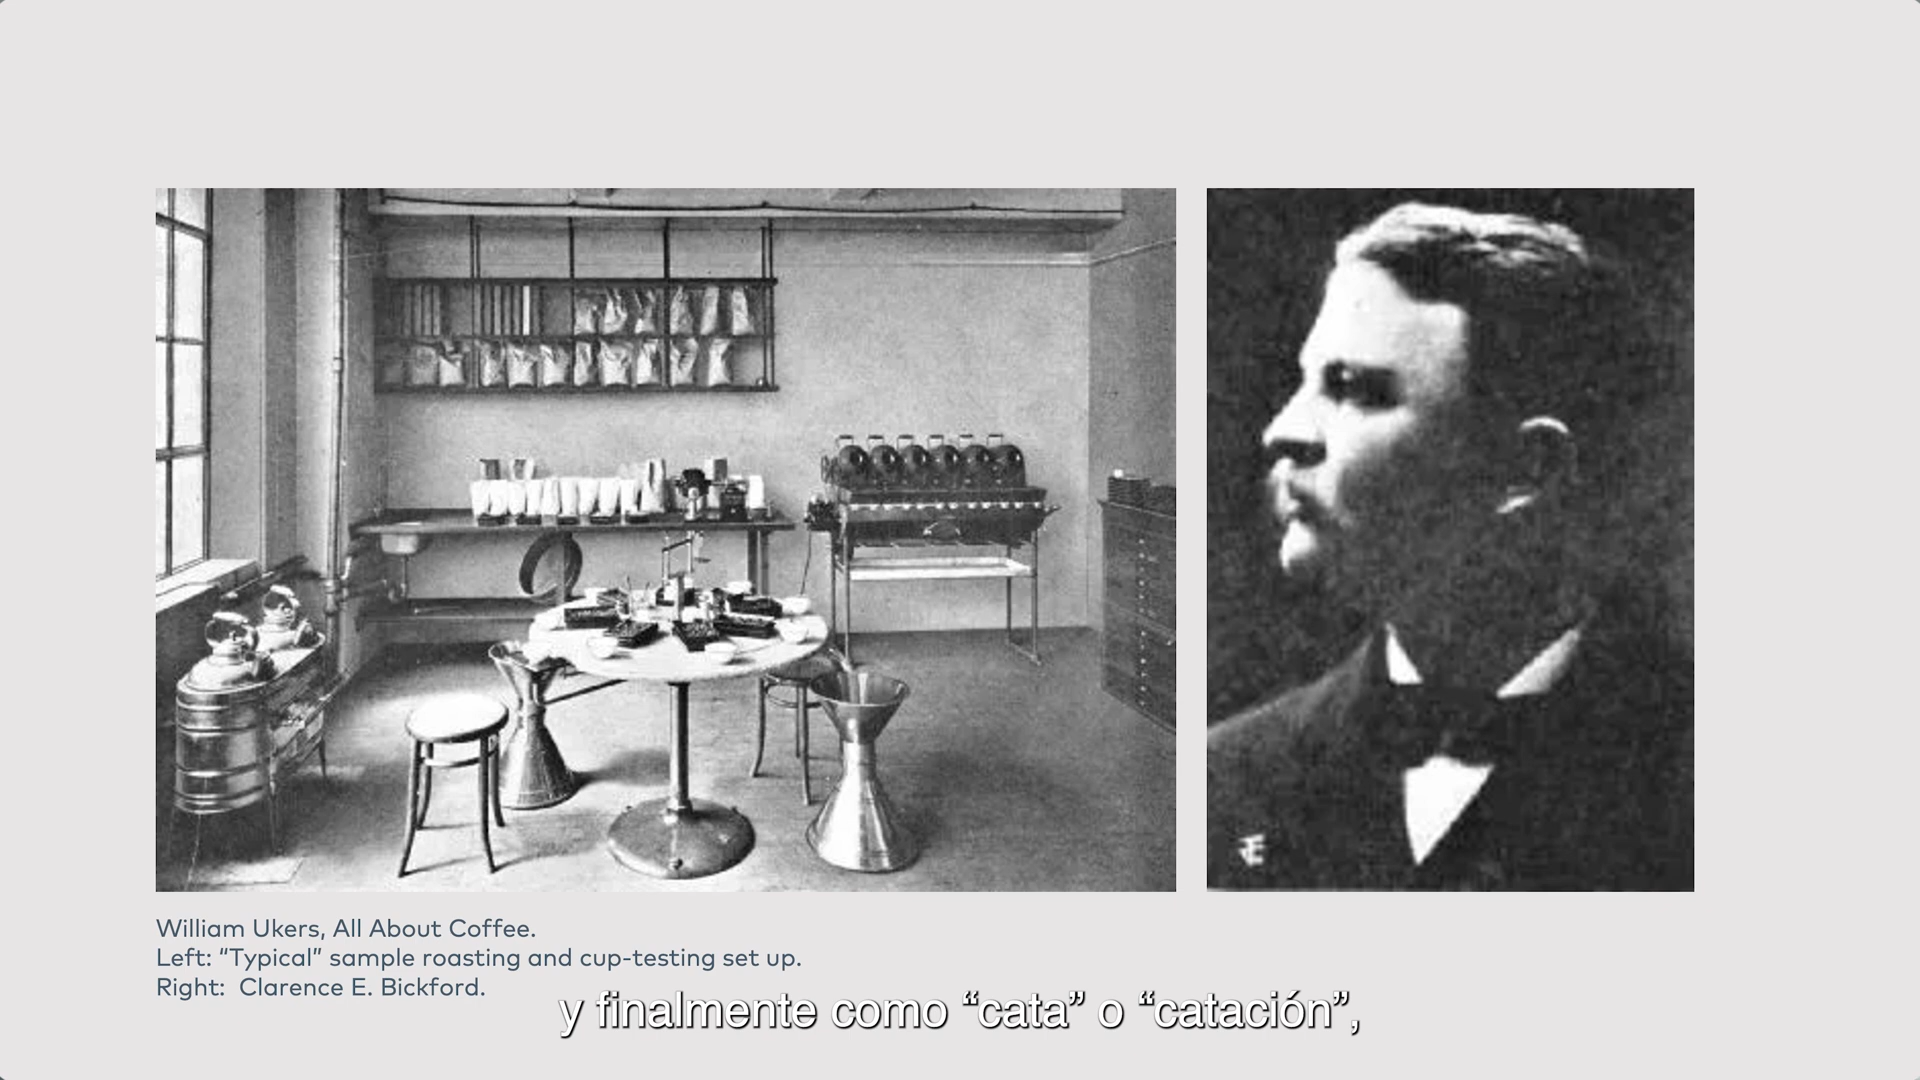 William Ukers, All About Coffee.
Left: “Typical” sample roasting and cup-testing set up.
Right:  Clarence E. Bickford.
y finalmente como “cata” o “catación”,